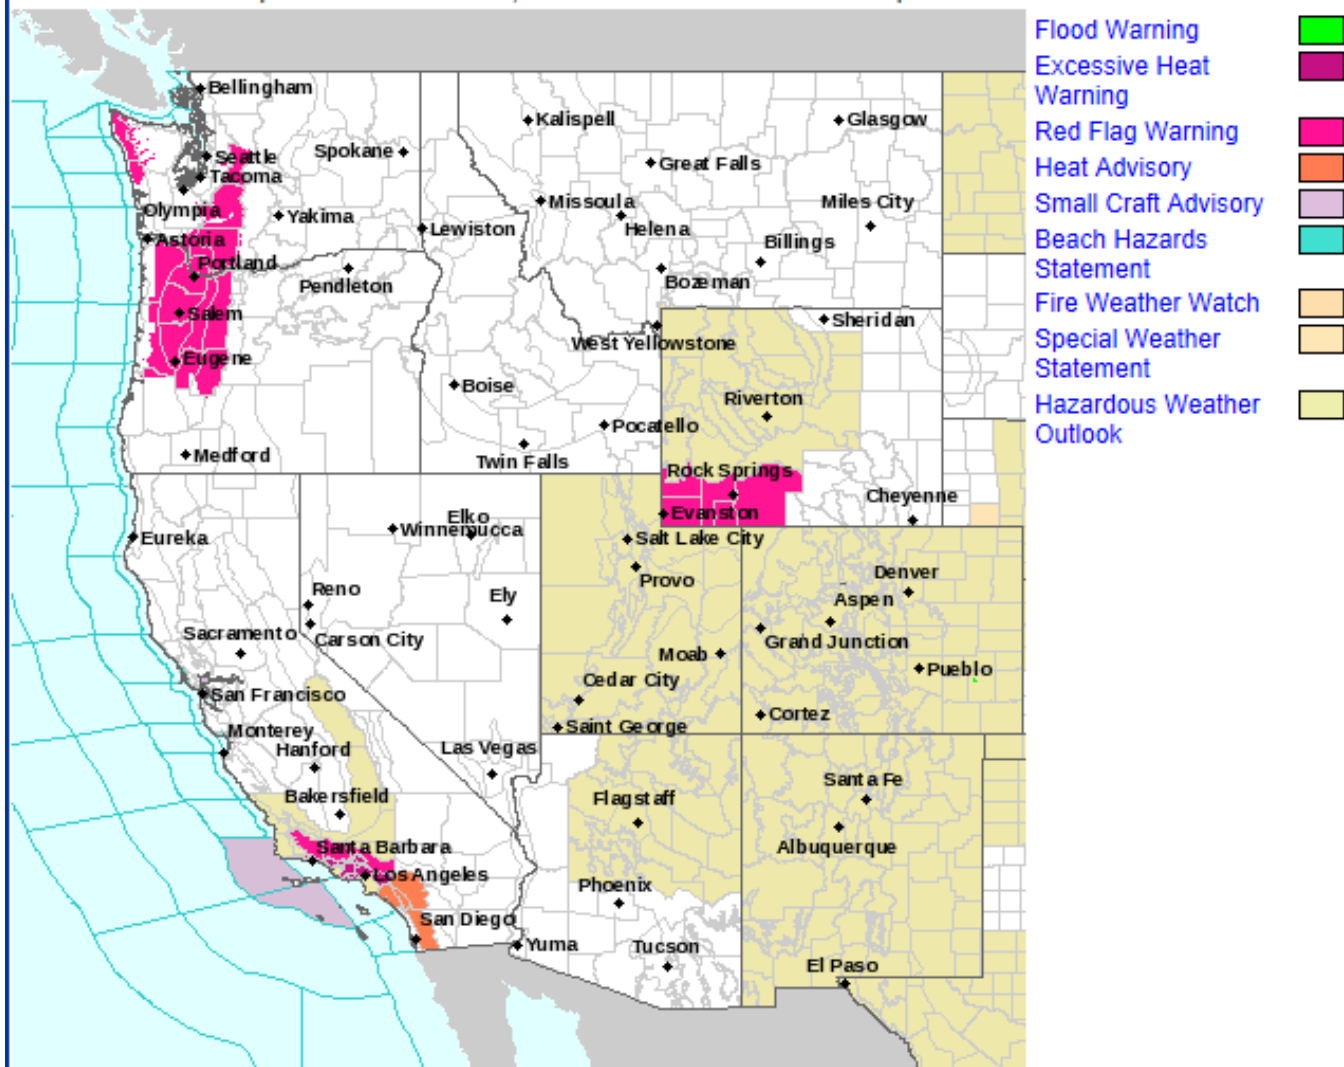 Bellingham
Kalispell
Glasgow
Spokane
Seattle
Great Falls
Tacoma
Missoula
Miles City
Olympia
Yakima
Helena
Lewiston
Astoria
Billings
Portland
Pendleton
Bozeman
Salem
Sheridan
West Yellowstone
Eugene
Boise
Riverton
Pocatello
Medford
Twin Falls
Rock Springs
Cheyenne
Evanston
Elko
Winnemucca
Eureka
Salt Lake City
Provo
Denver
Reno
Ely
Aspen
Sacramento
Carson City
Grand Junction
Moab
Pueblo
Cedar City
San Francisco
Cortez
Saint George
Monterey
Hanford
Las Vegas
Santa Fe
Bakersfield
Flagstaff
Santa Barbara
Albuquerque
Los Angeles
Phoenix
San Diego
Yuma
Tucson
El Paso
Flood Warning
Excessive Heat
Warning
Red Flag Warning
Heat Advisory
Small Craft Advisory
Beach Hazards
Statement
Fire Weather Watch
Special Weather
Statement
Hazardous Weather
Outlook